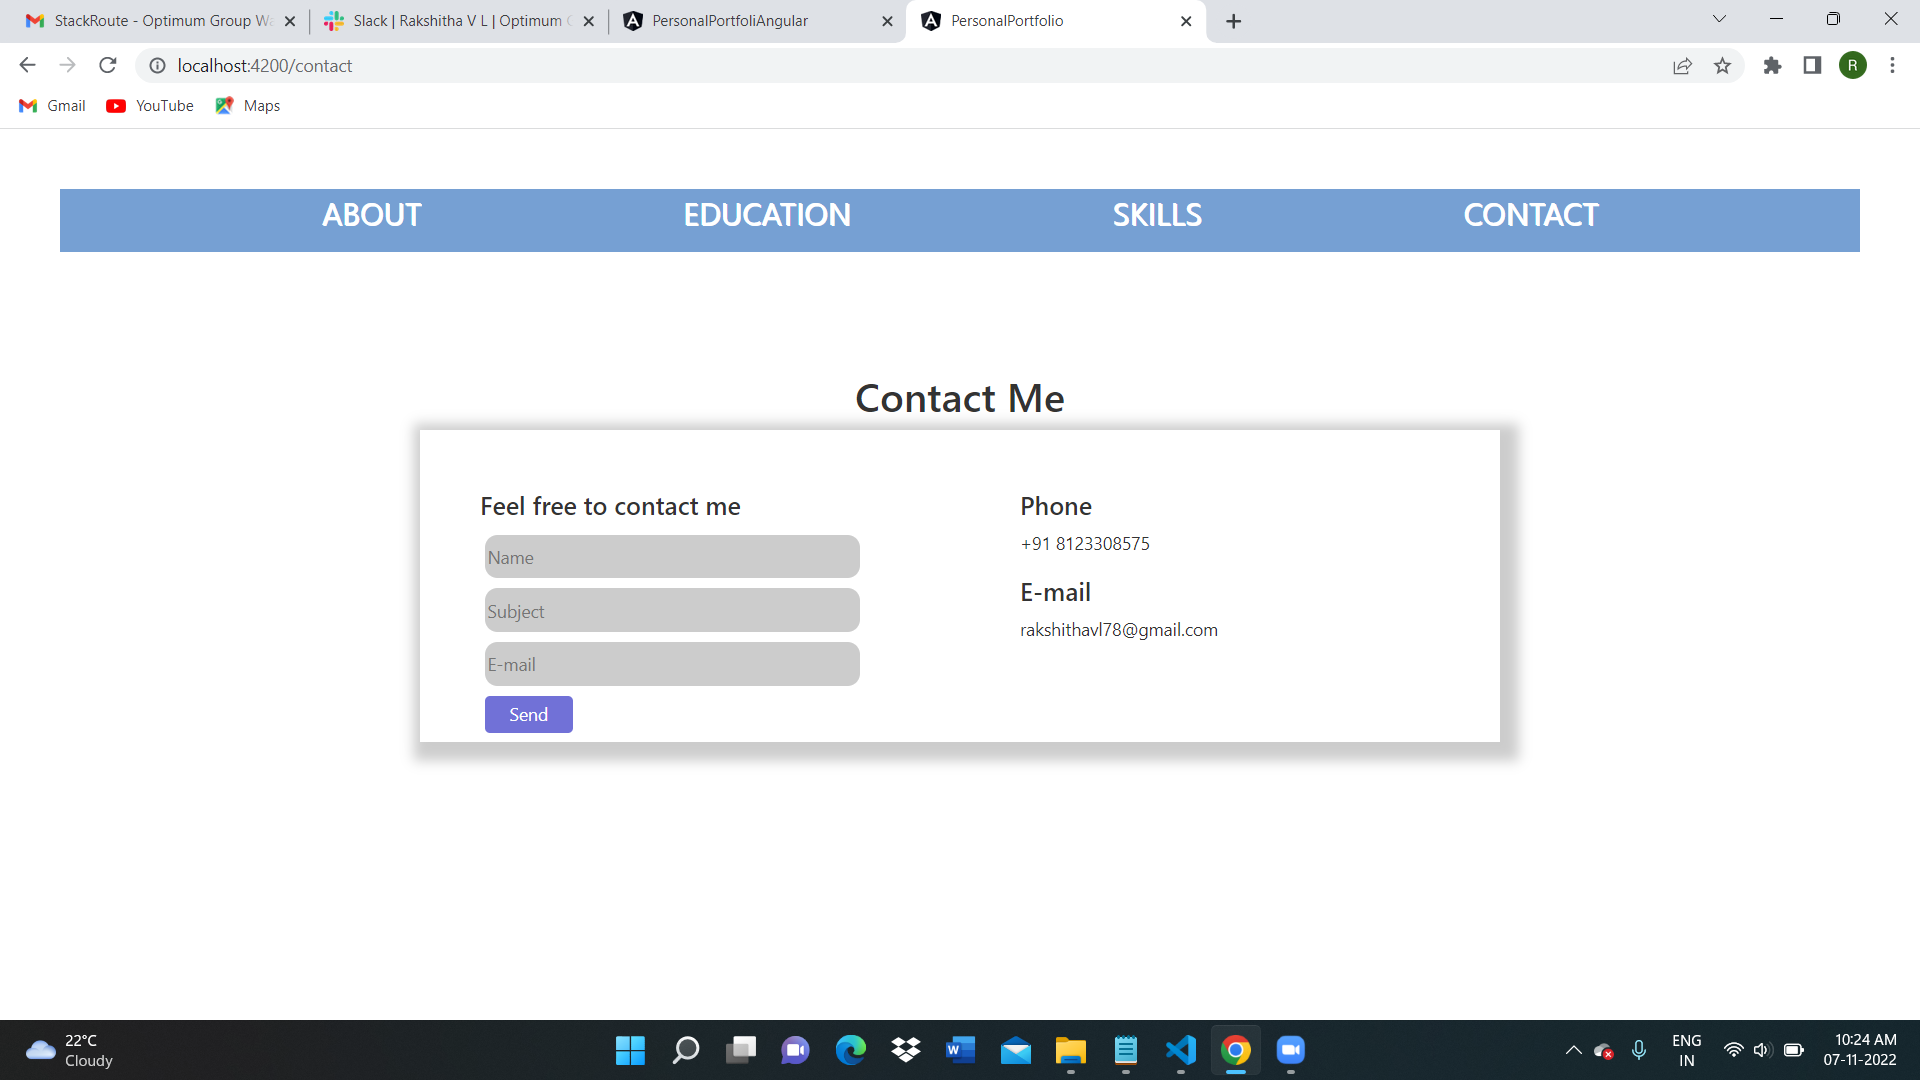 StackRoute - Optimum Group Wa
Slack | Rakshitha V L | Optimum G
PersonalPortfoliAngular
PersonalPortfolio
localhost:4200/contact
R
Gmail
YouTube
Maps
ABOUT
EDUCATION
SKILLS
CONTACT
Contact Me
Feel free to contact me
Name
Subject
E-mail
Send
Phone
+91 8123308575
E-mail
rakshithavl78@gmail.com
22°C
Cloudy
ENG
IN
10:24 AM
07-11-2022